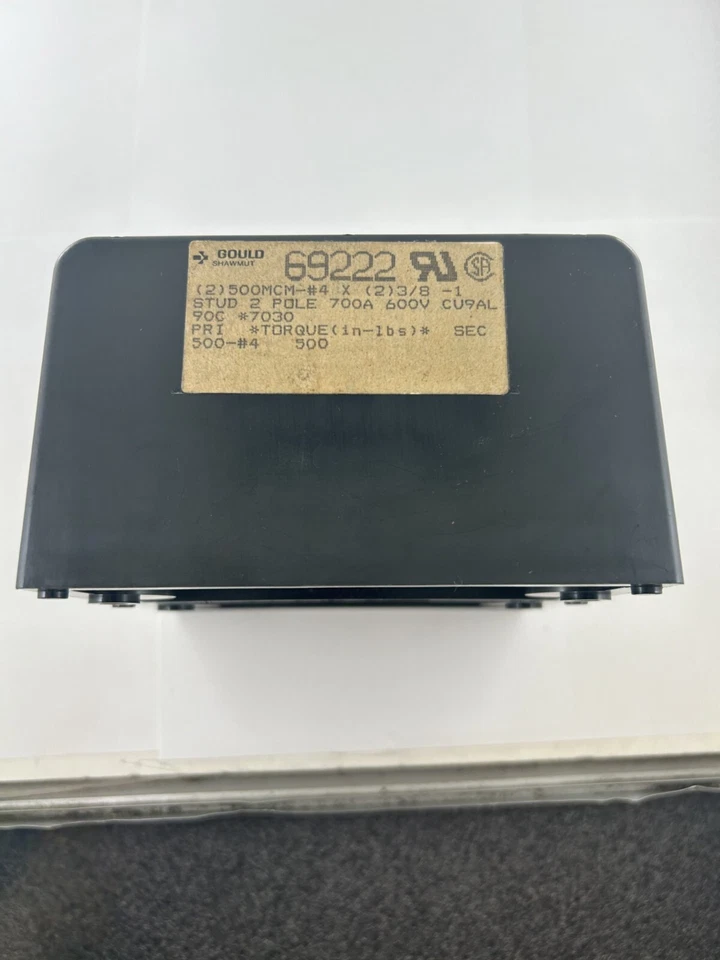 GOULD
SHAWMUT
69222
(2)500MCM-#4 X (2)3/8 -1
STUD 2 POLE 700A 600V CU9AL
90C *7030
PRI *TORQUE(in-lbs)* SEC
500-#4 500